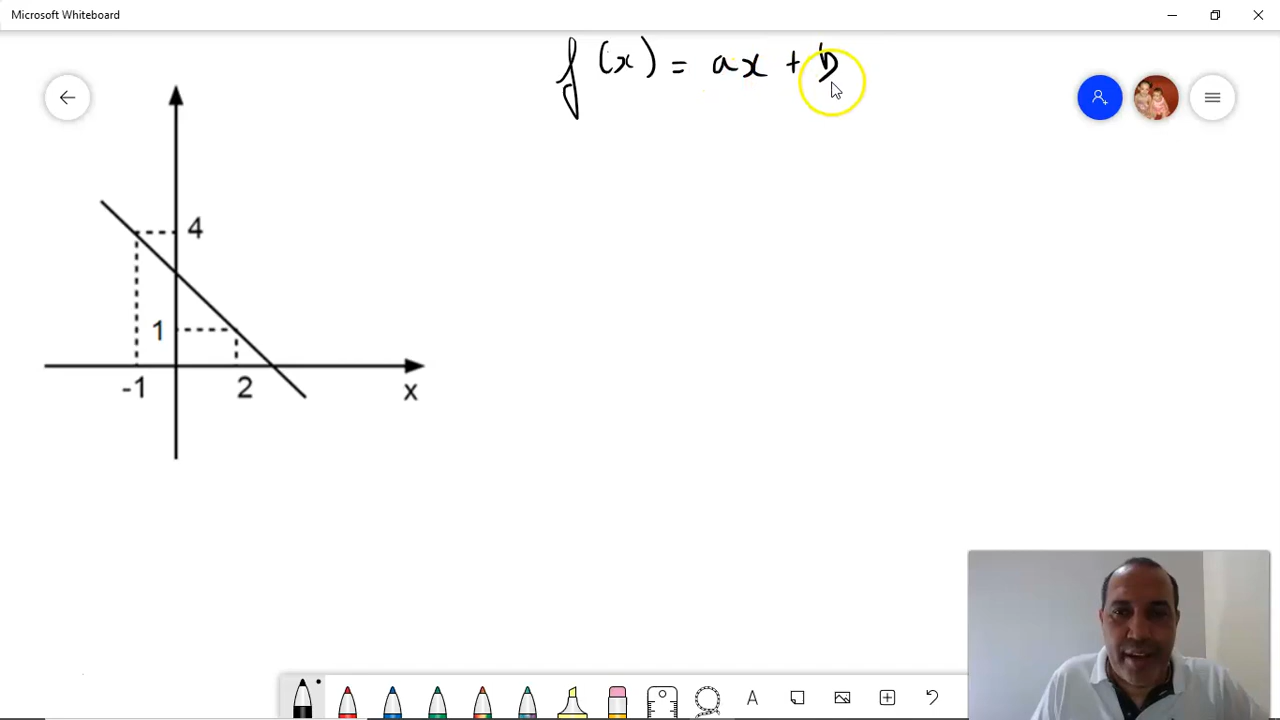 Microsoft Whiteboard
f(x) = ax + b
4
1
-1 2 x
A